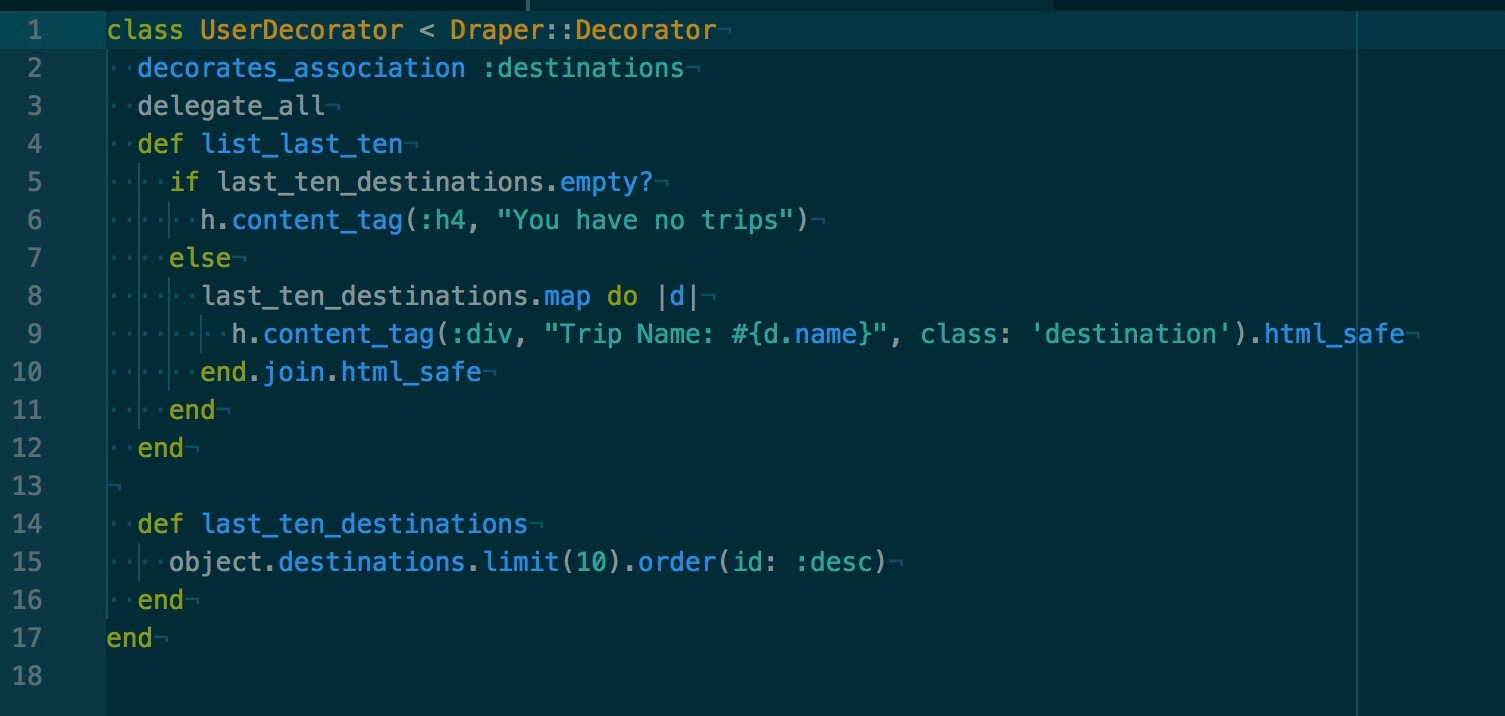 1 class UserDecorator < Draper::Decorator¬
2 ··decorates_association :destinations¬
3 ··delegate_all¬
4 ··def list_last_ten¬
5 ····if last_ten_destinations.empty?¬
6 ······h.content_tag(:h4, "You have no trips")¬
7 ····else¬
8 ······last_ten_destinations.map do |d|¬
9 ········h.content_tag(:div, "Trip Name: #{d.name}", class: 'destination').html_safe¬
10 ······end.join.html_safe¬
11 ····end¬
12 ··end¬
13 ¬
14 ··def last_ten_destinations¬
15 ····object.destinations.limit(10).order(id: :desc)¬
16 ··end¬
17 end¬
18